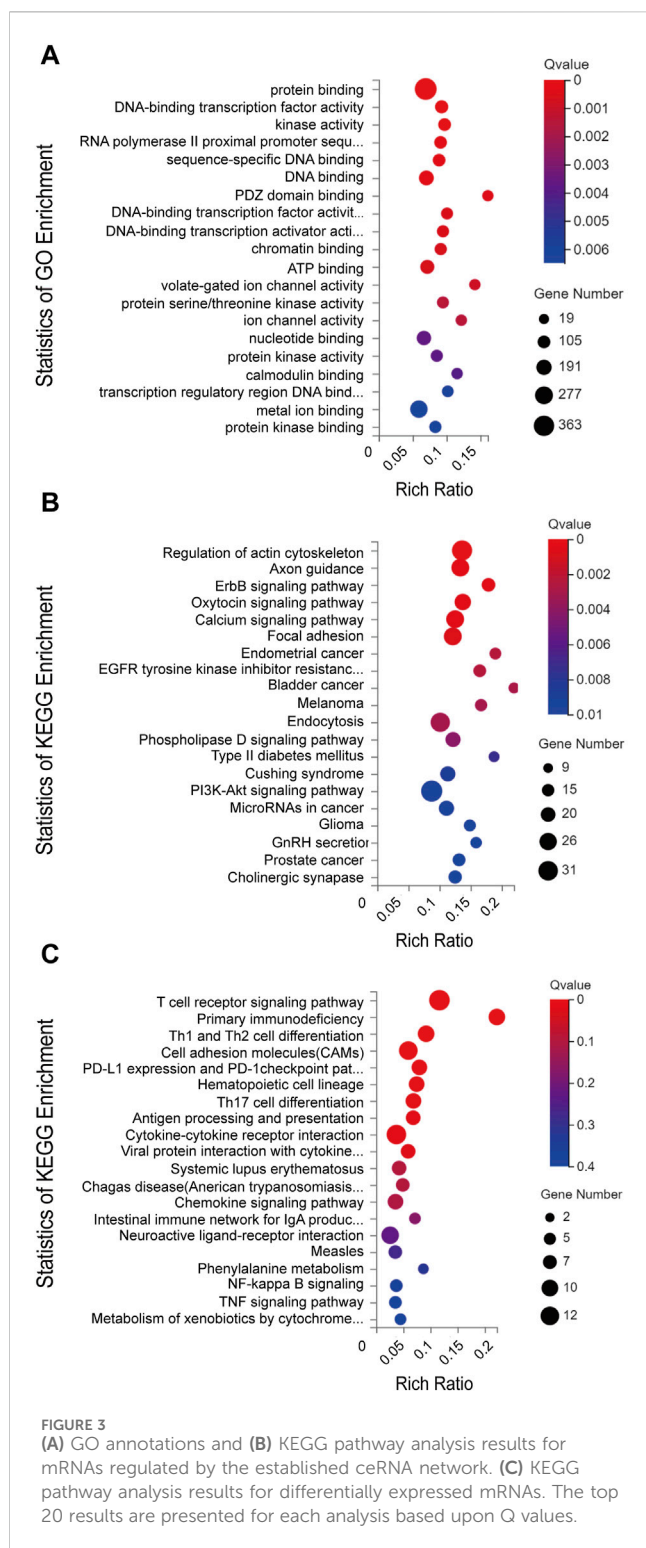 A
Statistics of GO Enrichment
protein binding
DNA-binding transcription factor activity
kinase activity
RNA polymerase II proximal promoter sequ...
sequence-specific DNA binding
DNA binding
PDZ domain binding
DNA-binding transcription factor activit...
DNA-binding transcription activator acti...
chromatin binding
ATP binding
volate-gated ion channel activity
protein serine/threonine kinase activity
ion channel activity
nucleotide binding
protein kinase activity
calmodulin binding
transcription regulatory region DNA bind...
metal ion binding
protein kinase binding
0 0.05 0.1 0.15
Rich Ratio
Qvalue
0
0.001
0.002
0.003
0.004
0.005
0.006
Gene Number
19
105
191
277
363
B
Statistics of KEGG Enrichment
Regulation of actin cytoskeleton
Axon guidance
ErbB signaling pathway
Oxytocin signaling pathway
Calcium signaling pathway
Focal adhesion
Endometrial cancer
EGFR tyrosine kinase inhibitor resistanc...
Bladder cancer
Melanoma
Endocytosis
Phospholipase D signaling pathway
Type II diabetes mellitus
Cushing syndrome
PI3K-Akt signaling pathway
MicroRNAs in cancer
Glioma
GnRH secretior
Prostate cancer
Cholinergic synapase
0 0.05 0.1 0.15 0.2
Rich Ratio
Qvalue
0
0.002
0.004
0.006
0.008
0.01
Gene Number
9
15
20
26
31
C
Statistics of KEGG Enrichment
T cell receptor signaling pathway
Primary immunodeficiency
Th1 and Th2 cell differentiation
Cell adhesion molecules(CAMs)
PD-L1 expression and PD-1checkpoint pat...
Hematopoietic cell lineage
Th17 cell differentiation
Antigen processing and presentation
Cytokine-cytokine receptor interaction
Viral protein interaction with cytokine...
Systemic lupus erythematosus
Chagas disease(Anerican trypanosomiasis...
Chemokine signaling pathway
Intestinal immune network for IgA produc...
Neuroactive ligand-receptor interaction
Measles
Phenylalanine metabolism
NF-kappa B signaling
TNF signaling pathway
Metabolism of xenobiotics by cytochrome...
0 0.05 0.1 0.15 0.2
Rich Ratio
Qvalue
0
0.1
0.2
0.3
0.4
Gene Number
2
5
7
10
12
FIGURE 3
(A) GO annotations and (B) KEGG pathway analysis results for
mRNAs regulated by the established ceRNA network. (C) KEGG
pathway analysis results for differentially expressed mRNAs. The top
20 results are presented for each analysis based upon Q values.